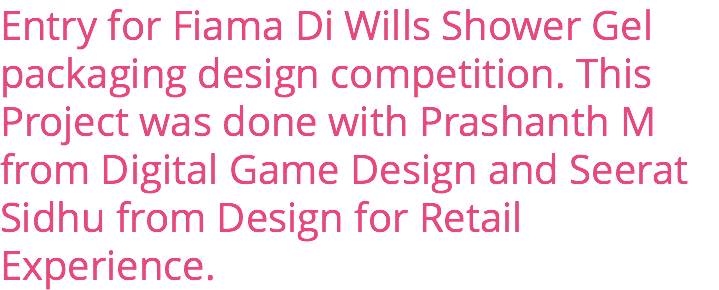 Entry for Fiama Di Wills Shower Gel
packaging design competition. This
Project was done with Prashanth M
from Digital Game Design and Seerat
Sidhu from Design for Retail
Experience.